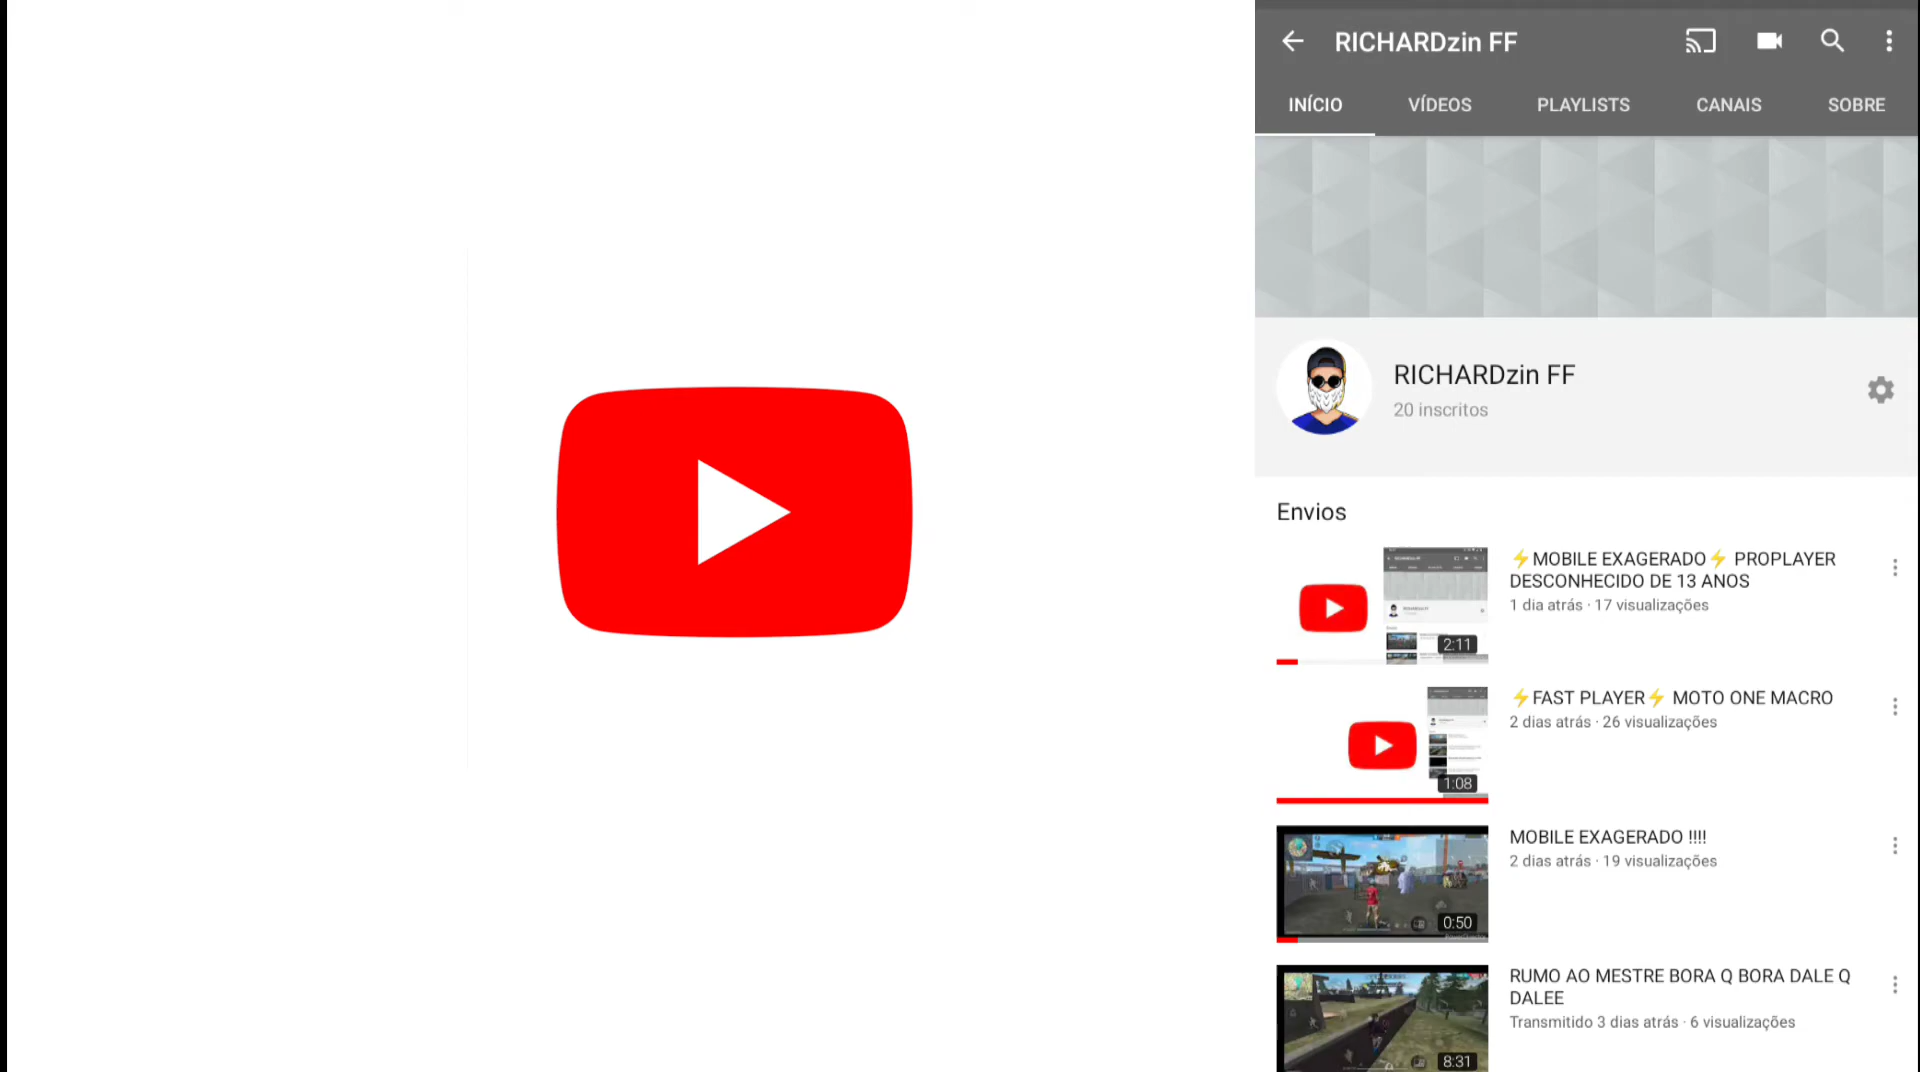 RICHARDzin FF
INÍCIO VÍDEOS PLAYLISTS CANAIS SOBRE
RICHARDzin FF
20 inscritos
Envios
⚡MOBILE EXAGERADO⚡ PROPLAYER
DESCONHECIDO DE 13 ANOS
1 dia atrás · 17 visualizações
2:11
⚡FAST PLAYER⚡ MOTO ONE MACRO
2 dias atrás · 26 visualizações
1:08
MOBILE EXAGERADO !!!!
2 dias atrás · 19 visualizações
0:50
RUMO AO MESTRE BORA Q BORA DALE Q
DALEE
Transmitido 3 dias atrás · 6 visualizações
8:31